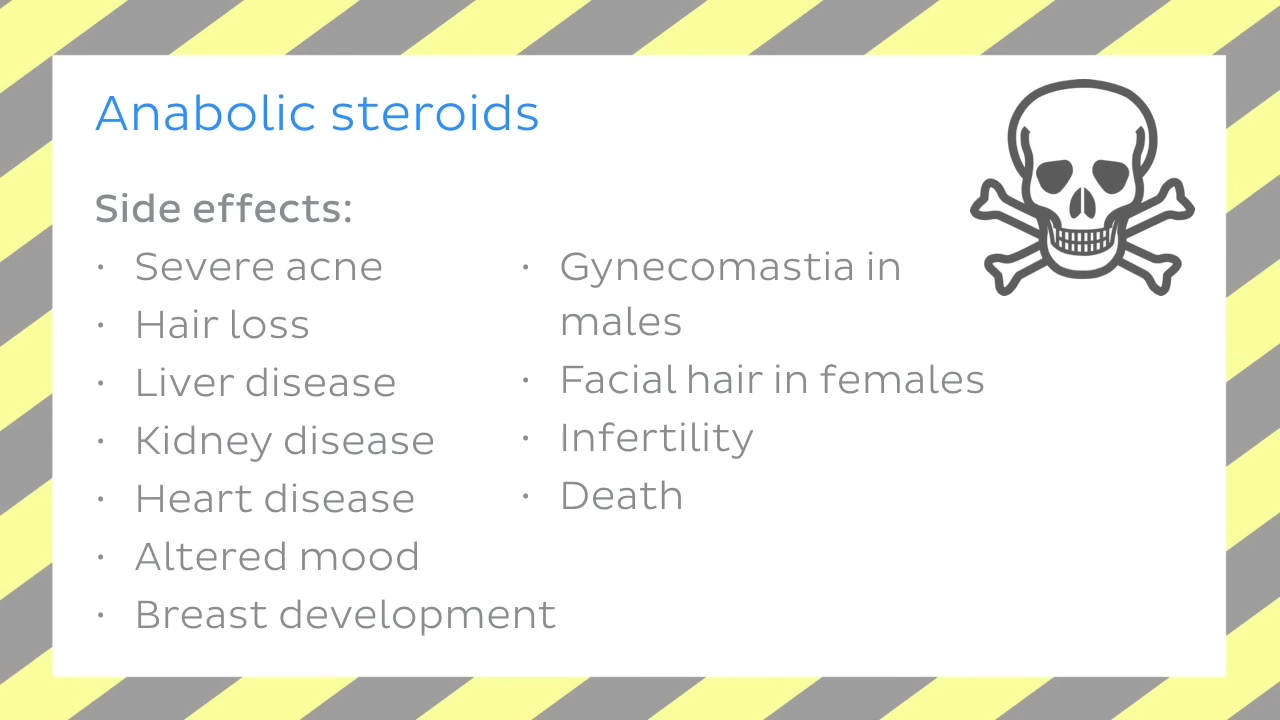 Anabolic steroids
Side effects:
· Severe acne
· Hair loss
· Liver disease
· Kidney disease
· Heart disease
· Altered mood
· Breast development
· Gynecomastia in
males
· Facial hair in females
· Infertility
· Death